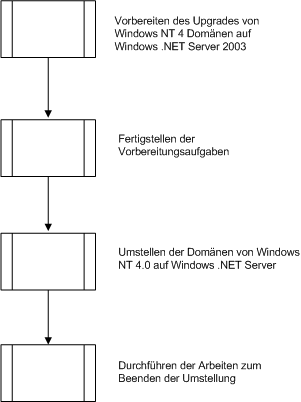 Vorbereiten des Upgrades von
Windows NT 4 Domänen auf
Windows .NET Server 2003
Fertigstellen der
Vorbereitungsaufgaben
Umstellen der Domänen von Windows
NT 4.0 auf Windows .NET Server
Durchführen der Arbeiten zum
Beenden der Umstellung